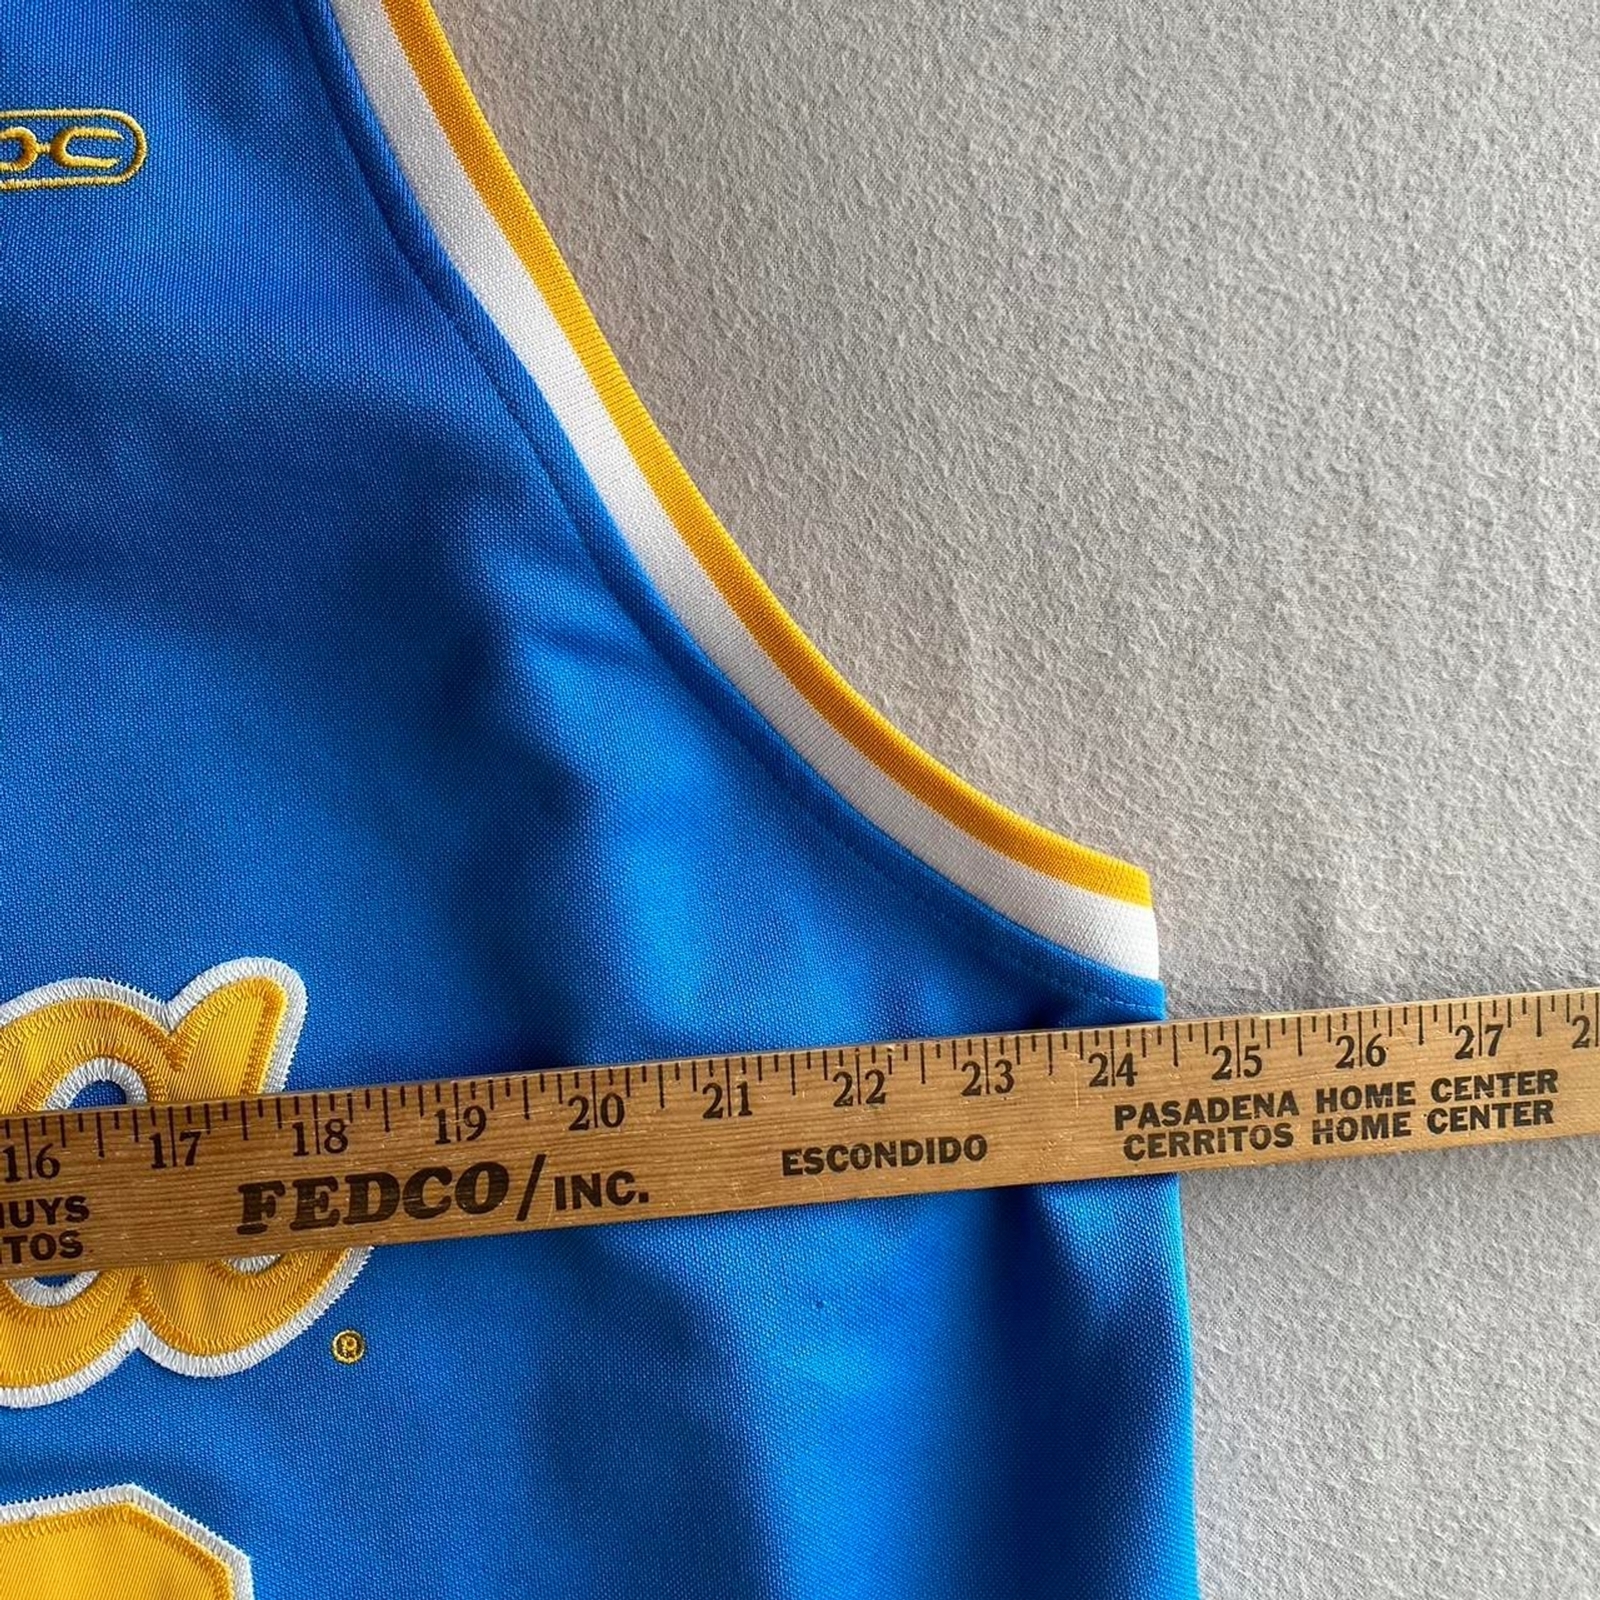 16 17 18 19 20 21 22 23 24 25 26 27
FEDCO/INC.
ESCONDIDO
PASADENA HOME CENTER
CERRITOS HOME CENTER
®